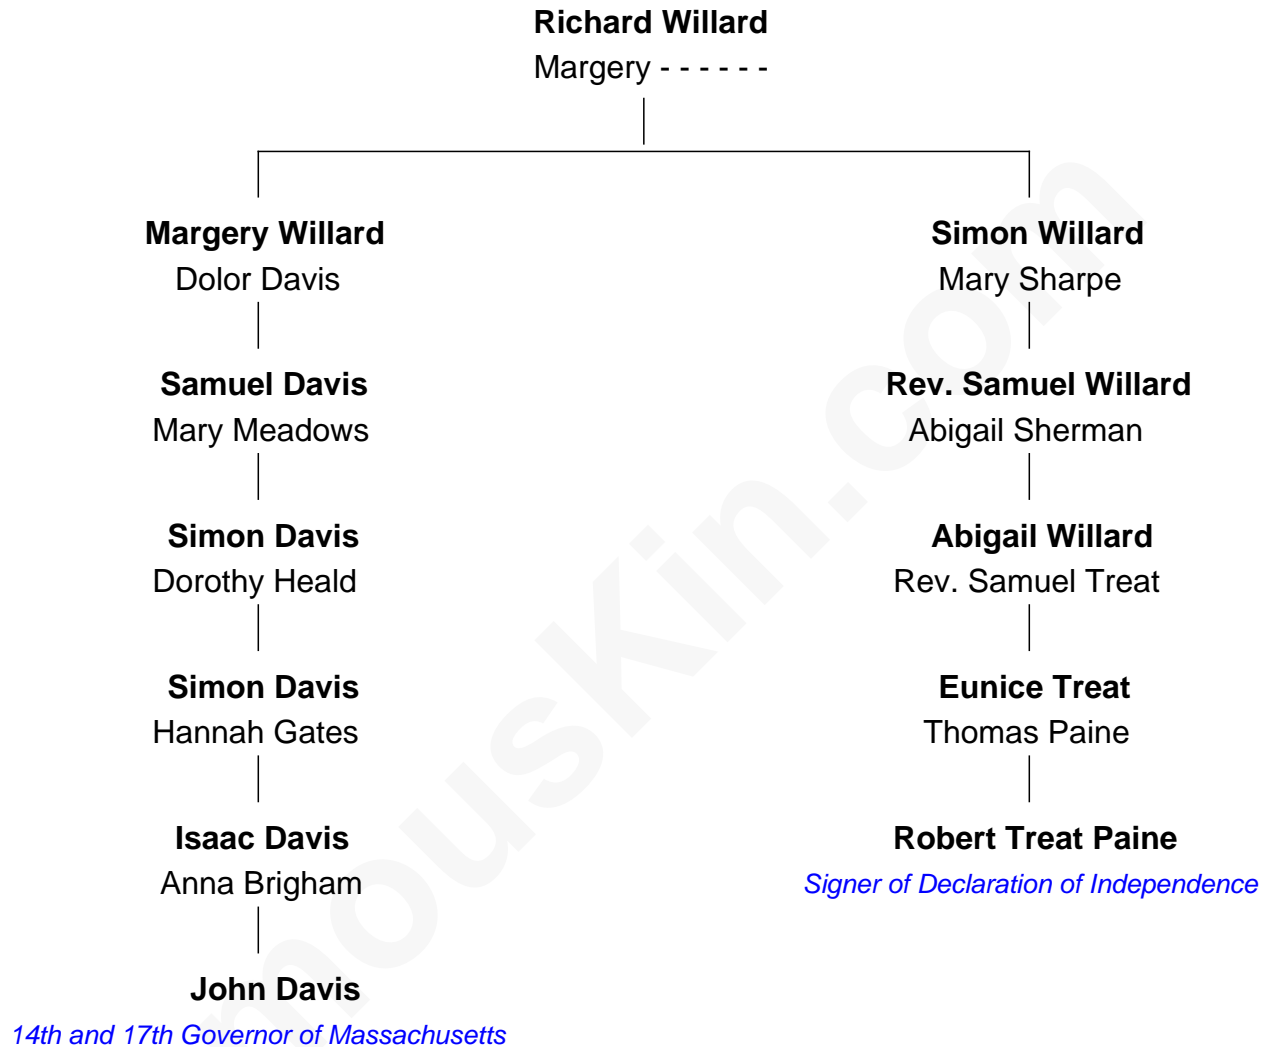 Richard Willard
Margery - - - - - -
Margery Willard
Dolor Davis
Simon Willard
Mary Sharpe
Samuel Davis
Mary Meadows
Rev. Samuel Willard
Abigail Sherman
Simon Davis
Dorothy Heald
Abigail Willard
Rev. Samuel Treat
Simon Davis
Hannah Gates
Eunice Treat
Thomas Paine
Isaac Davis
Anna Brigham
Robert Treat Paine
Signer of Declaration of Independence
John Davis
14th and 17th Governor of Massachusetts
mousKin.com